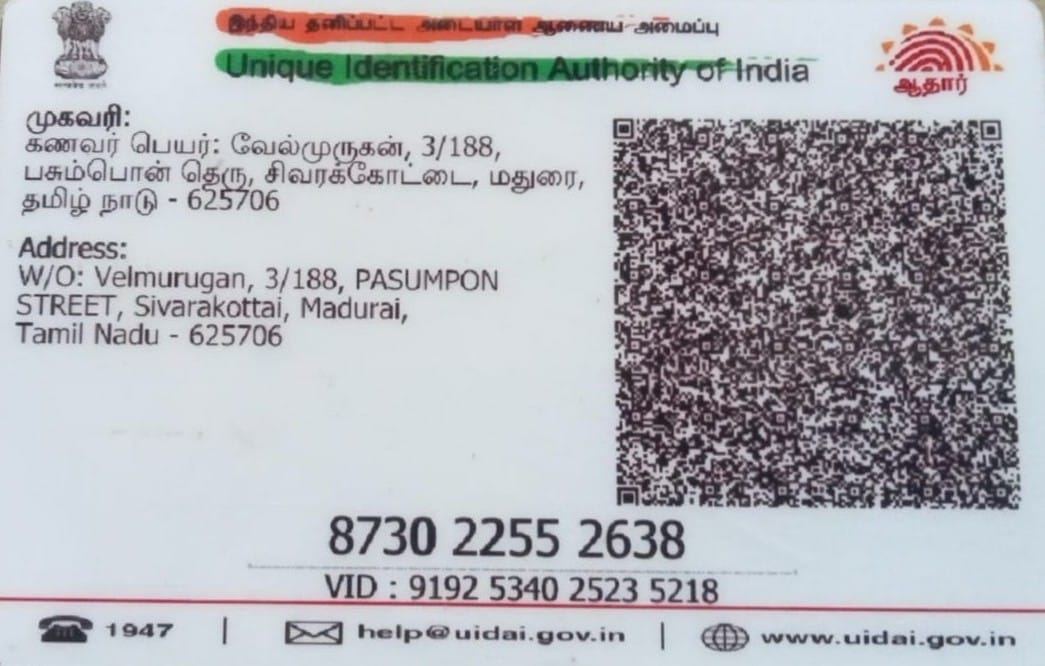 இந்திய தனிப்பட்ட அடையாள ஆணைய அமைப்பு
Unique Identification Authority of India
ஆதார்
முகவரி:
கணவர் பெயர்: வேல்முருகன், 3/188,
பசும்பொன் தெரு, சிவரக்கோட்டை, மதுரை,
தமிழ் நாடு - 625706
Address:
W/O: Velmurugan, 3/188, PASUMPON
STREET, Sivarakottai, Madurai,
Tamil Nadu - 625706
8730 2255 2638
VID : 9192 5340 2523 5218
1947 | help@uidai.gov.in | www.uidai.gov.in